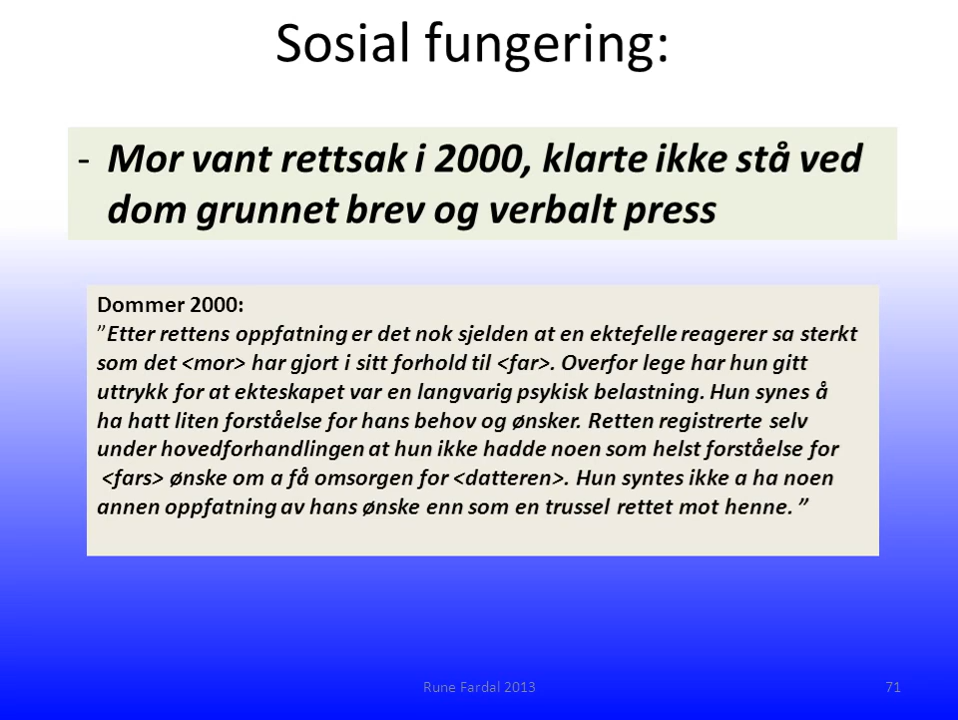 Sosial fungering:
- Mor vant rettsak i 2000, klarte ikke stå ved
dom grunnet brev og verbalt press
Dommer 2000:
”Etter rettens oppfatning er det nok sjelden at en ektefelle reagerer sa sterkt
som det <mor> har gjort i sitt forhold til <far>. Overfor lege har hun gitt
uttrykk for at ekteskapet var en langvarig psykisk belastning. Hun synes å
ha hatt liten forståelse for hans behov og ønsker. Retten registrerte selv
under hovedforhandlingen at hun ikke hadde noen som helst forståelse for
<fars> ønske om a få omsorgen for <datteren>. Hun syntes ikke a ha noen
annen oppfatning av hans ønske enn som en trussel rettet mot henne. ”
Rune Fardal 2013
71